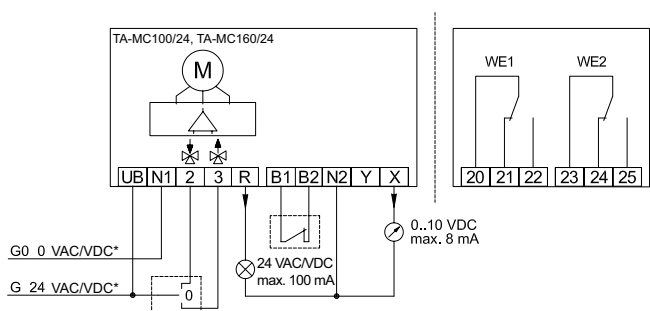 TA-MC100/24, TA-MC160/24
M
UB N1 2 3 R B1 B2 N2 Y X
G0 0 VAC/VDC*
G 24 VAC/VDC*
0
24 VAC/VDC
max. 100 mA
0..10 VDC
max. 8 mA
WE1 WE2
20 21 22 23 24 25